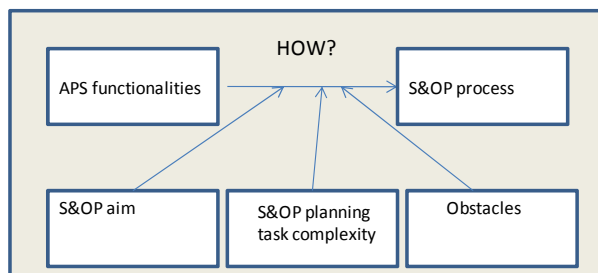 HOW?
APS functionalities
S&OP process
S&OP aim
S&OP planning
task complexity
Obstacles